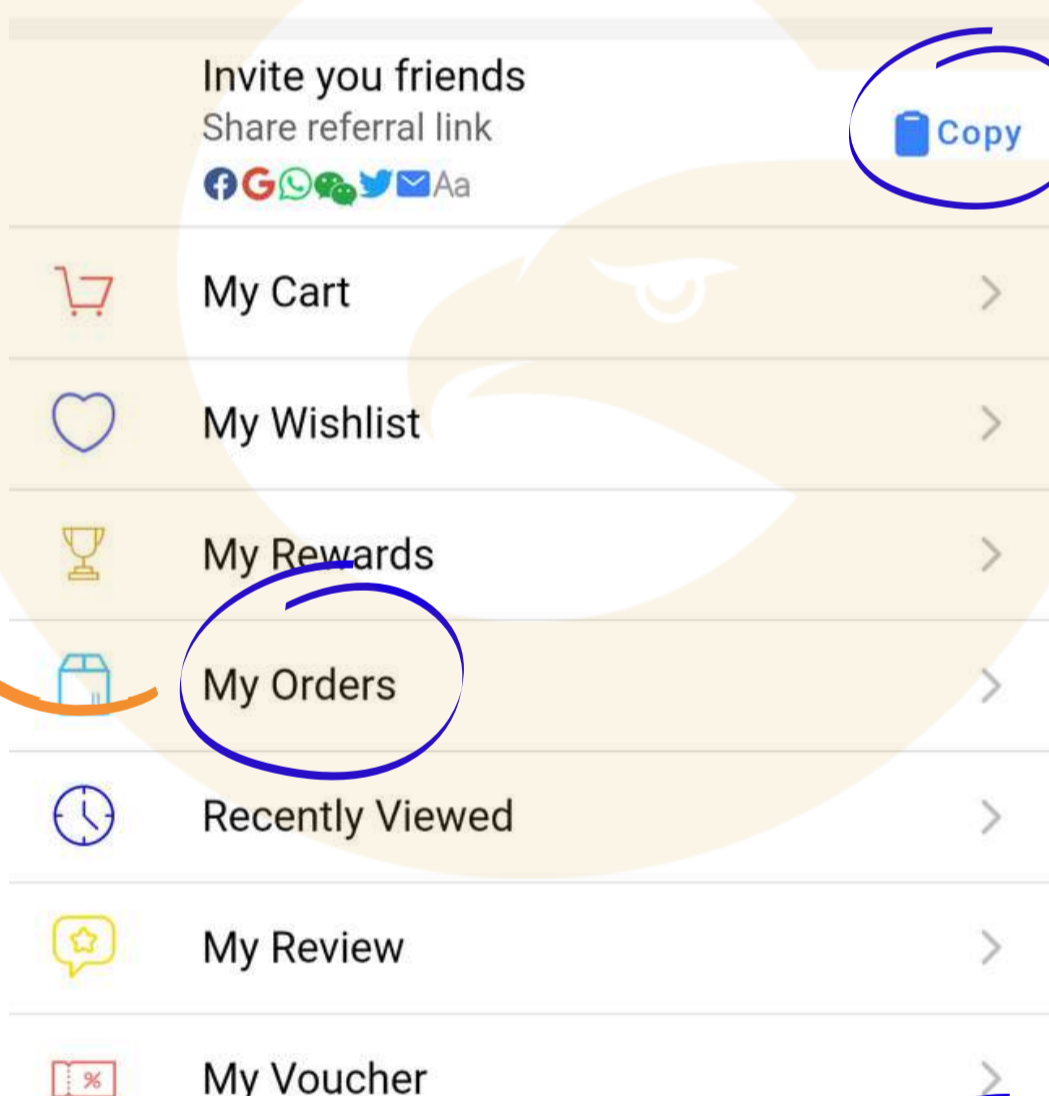 Invite you friends
Share referral link
Copy
Aa
My Cart
My Wishlist
My Rewards
My Orders
Recently Viewed
My Review
%
My Voucher